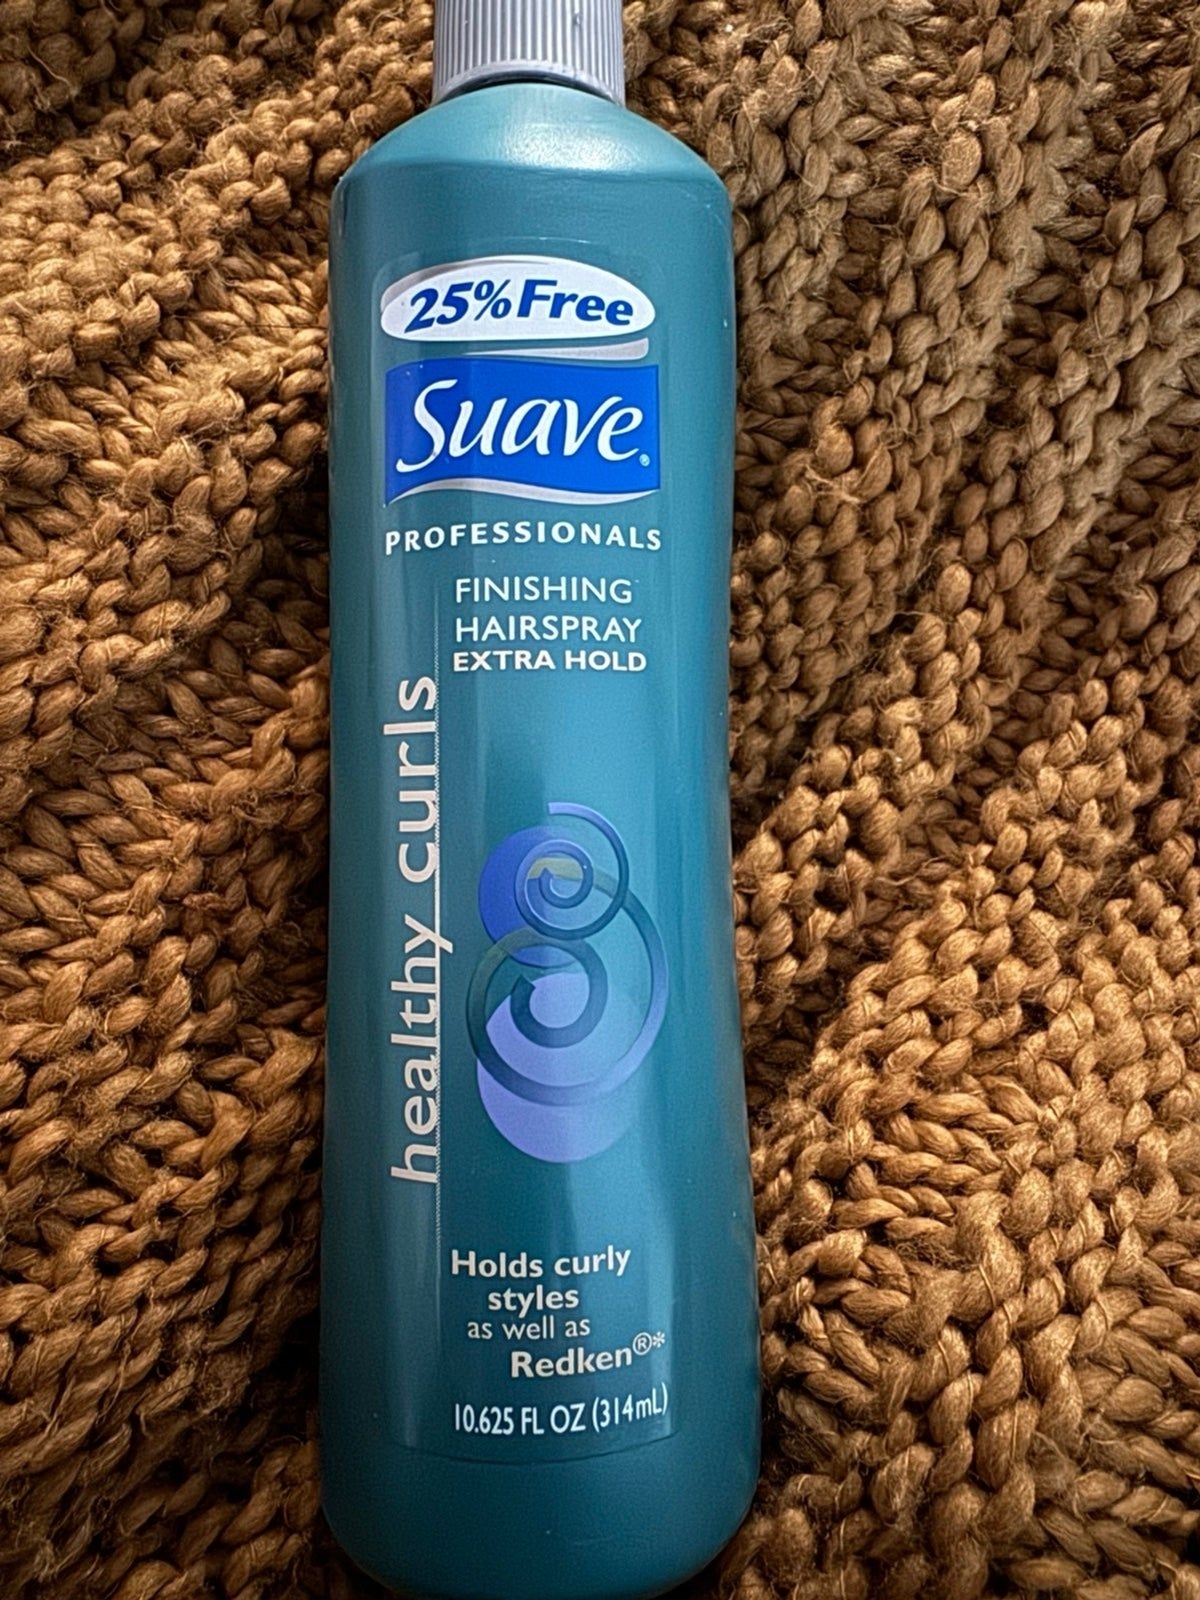 25% Free
Suave®
PROFESSIONALS
FINISHING
HAIRSPRAY
EXTRA HOLD
healthy curls
Holds curly
styles
as well as
Redken®*
10.625 FL OZ (314mL)